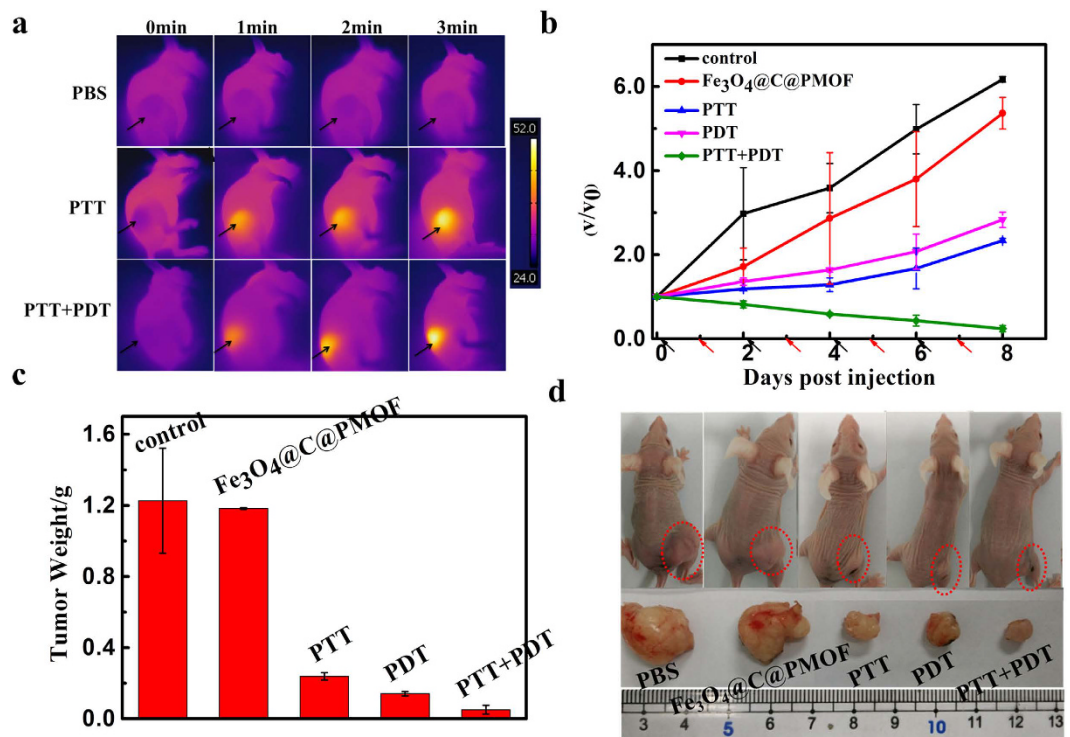 a
0min 1min 2min 3min
PBS
PTT
PTT+PDT
52.0
24.0
b
control
Fe₃O₄@C@PMOF
PTT
PDT
PTT+PDT
(v/v₀)
6.0
4.0
2.0
0.0
0 2 4 6 8
Days post injection
c
Tumor Weight/g
1.6
1.2
0.8
0.4
0.0
control
Fe₃O₄@C@PMOF
PTT
PDT
PTT+PDT
d
PBS
Fe₃O₄@C@PMOF
PTT
PDT
PTT+PDT
3 4 5 6 7 8 9 10 11 12 13